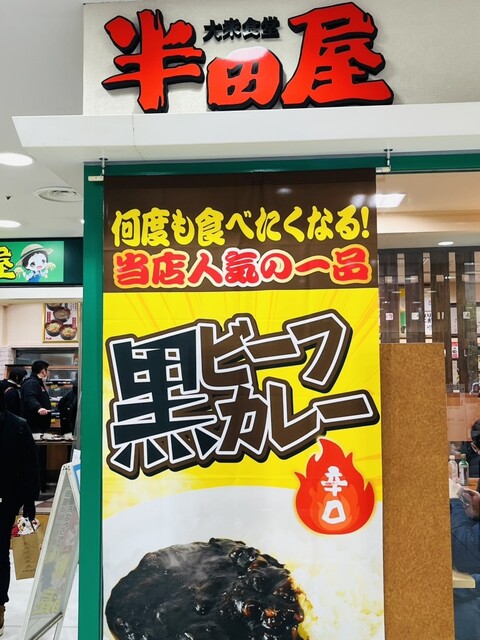 大衆食堂
半田屋
何度も食べたくなる!
当店人気の一品
黒ビーフ
カレー
辛口
屋